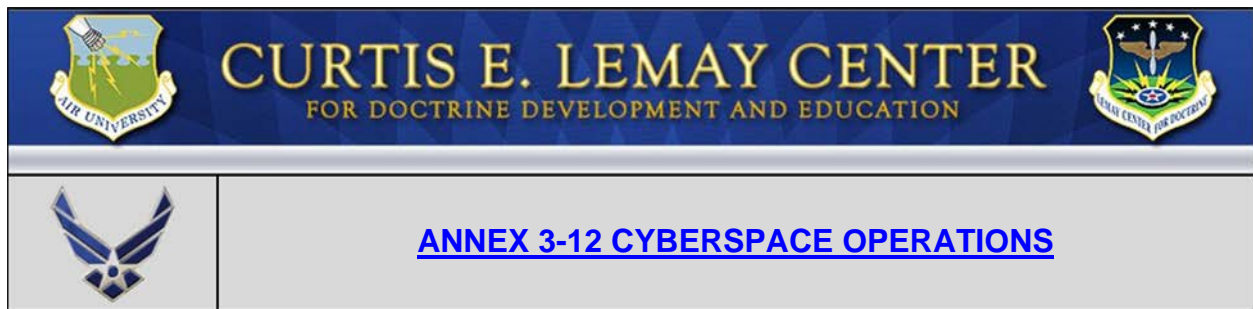 CURTIS E. LEMAY CENTER
FOR DOCTRINE DEVELOPMENT AND EDUCATION
AIR UNIVERSITY
LEMAY CENTER FOR DOCTRINE
ANNEX 3-12 CYBERSPACE OPERATIONS